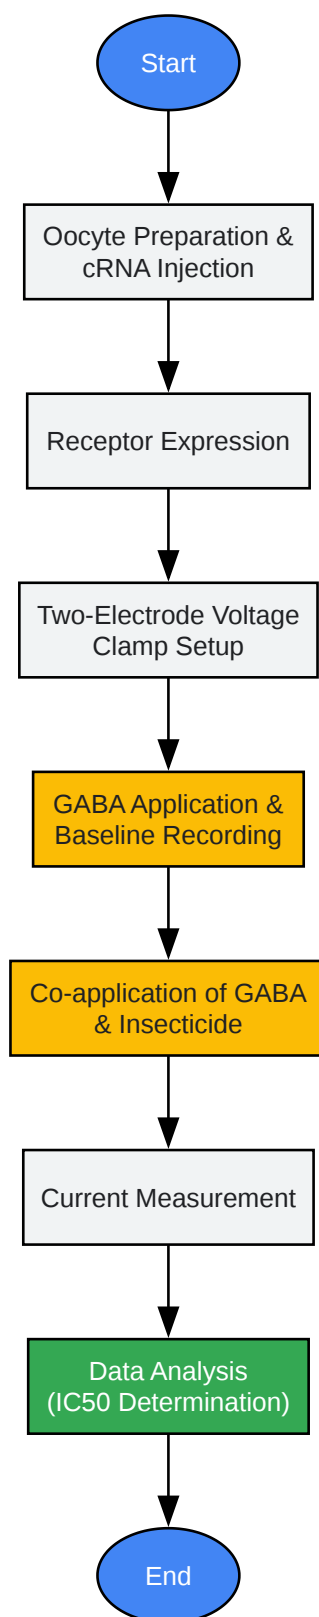 Start
Oocyte Preparation &
cRNA Injection
Receptor Expression
Two-Electrode Voltage
Clamp Setup
GABA Application &
Baseline Recording
Co-application of GABA
& Insecticide
Current Measurement
Data Analysis
(IC50 Determination)
End